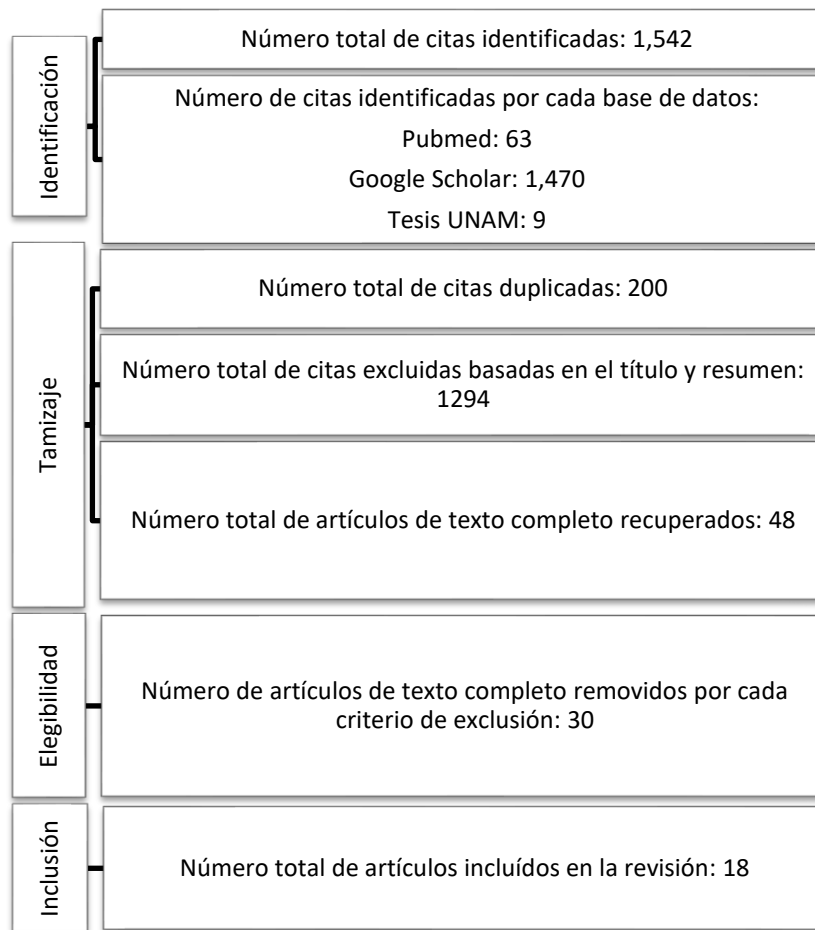 Identificación
Número total de citas identificadas: 1,542
Número de citas identificadas por cada base de datos:
Pubmed: 63
Google Scholar: 1,470
Tesis UNAM: 9
Tamizaje
Número total de citas duplicadas: 200
Número total de citas excluidas basadas en el título y resumen:
1294
Número total de artículos de texto completo recuperados: 48
Elegibilidad
Número de artículos de texto completo removidos por cada
criterio de exclusión: 30
Inclusión
Número total de artículos incluídos en la revisión: 18